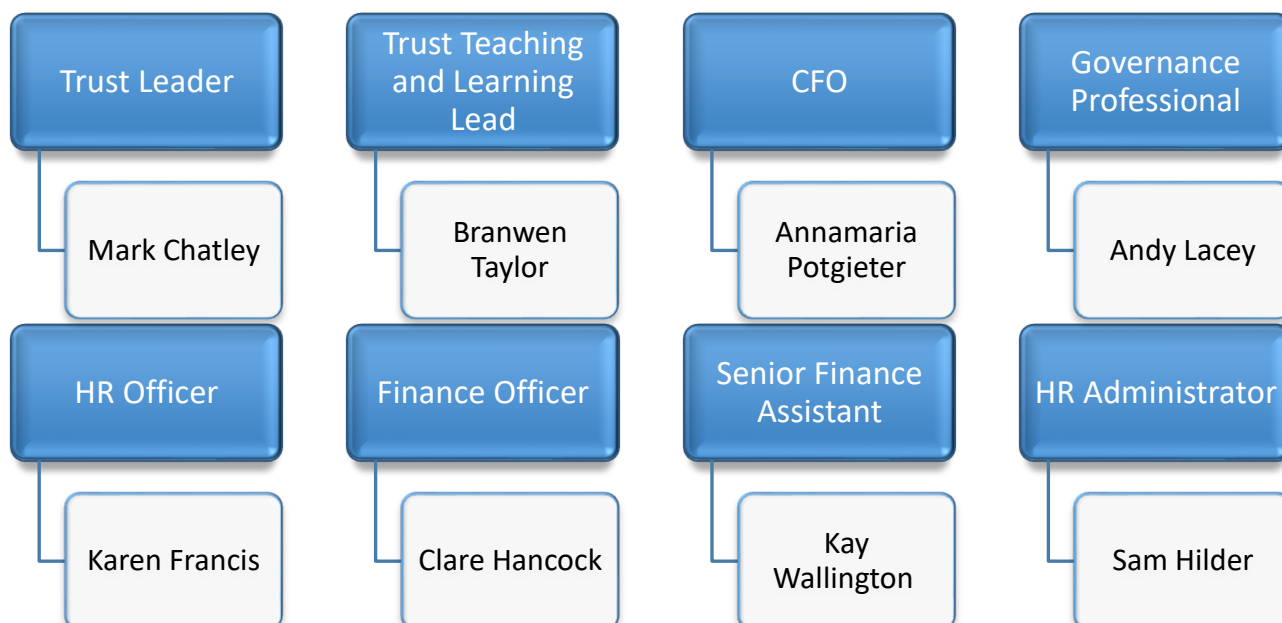 Trust Leader
Mark Chatley
Trust Teaching
and Learning
Lead
Branwen
Taylor
CFO
Annamaria
Potgieter
Governance
Professional
Andy Lacey
HR Officer
Karen Francis
Finance Officer
Clare Hancock
Senior Finance
Assistant
Kay
Wallington
HR Administrator
Sam Hilder